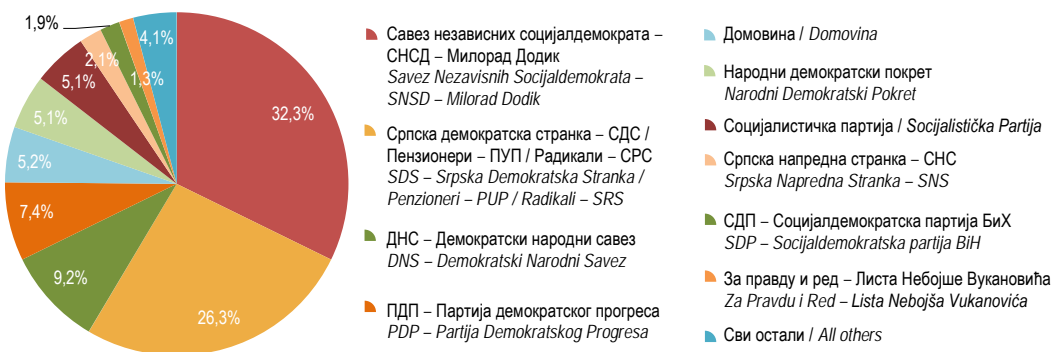 1,9%
4,1%
2,1%
1,3%
5,1%
32,3%
5,1%
5,2%
7,4%
9,2%
26,3%
Савез независних социјалдемократа –
СНСД – Милорад Додик
Savez Nezavisnih Socijaldemokrata –
SNSD – Milorad Dodik
Српска демократска странка – СДС /
Пензионери – ПУП / Радикали – СРС
SDS – Srpska Demokratska Stranka /
Penzioneri – PUP / Radikali – SRS
ДНС – Демократски народни савез
DNS – Demokratski Narodni Savez
ПДП – Партија демократског прогреса
PDP – Partija Demokratskog Progresa
Домовина / Domovina
Народни демократски покрет
Narodni Demokratski Pokret
Социјалистичка партија / Socijalistička Partija
Српска напредна странка – СНС
Srpska Napredna Stranka – SNS
СДП – Социјалдемократска партија БиХ
SDP – Socijaldemokratska partija BiH
За правду и ред – Листа Небојше Вукановића
Za Pravdu i Red – Lista Nebojša Vukanovića
Сви остали / All others